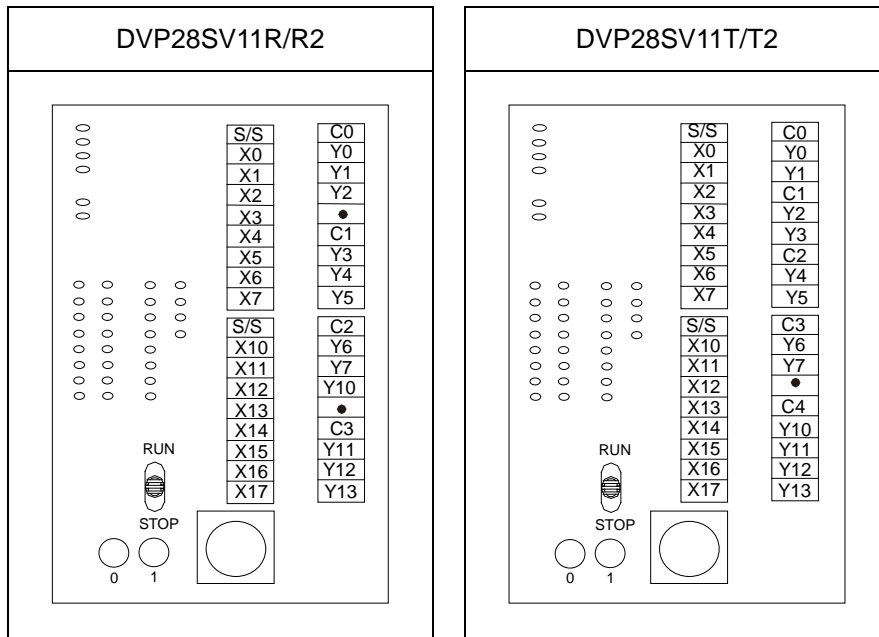 DVP28SV11R/R2
S/S
X0
X1
X2
X3
X4
X5
X6
X7
S/S
X10
X11
X12
X13
X14
X15
X16
X17
C0
Y0
Y1
Y2
●
C1
Y3
Y4
Y5
C2
Y6
Y7
Y10
●
C3
Y11
Y12
Y13
RUN
STOP
0 1
DVP28SV11T/T2
S/S
X0
X1
X2
X3
X4
X5
X6
X7
S/S
X10
X11
X12
X13
X14
X15
X16
X17
C0
Y0
Y1
C1
Y2
Y3
C2
Y4
Y5
C3
Y6
Y7
●
C4
Y10
Y11
Y12
Y13
RUN
STOP
0 1